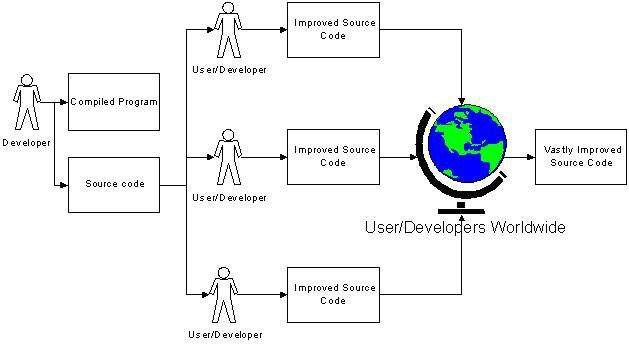 Improved Source
Code
User/Developer
Compiled Program
Developer
Improved Source
Code
User/Developer
Source code
Vastly Improved
Source Code
User/Developers Worldwide
Improved Source
Code
User/Developer